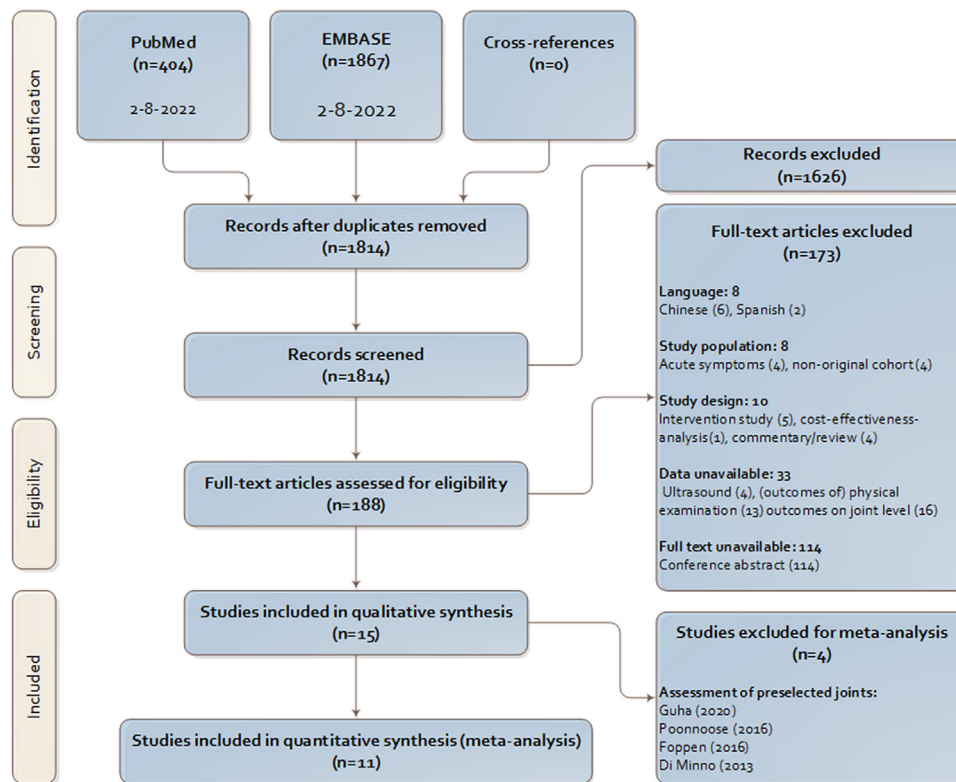 Identification
PubMed
(n=404)
2-8-2022
EMBASE
(n=1867)
2-8-2022
Cross-references
(n=0)
Records excluded
(n=1626)
Records after duplicates removed
(n=1814)
Screening
Records screened
(n=1814)
Full-text articles excluded
(n=173)
Language: 8
Chinese (6), Spanish (2)
Study population: 8
Acute symptoms (4), non-original cohort (4)
Study design: 10
Intervention study (5), cost-effectiveness-
analysis(1), commentary/review (4)
Data unavailable: 33
Ultrasound (4), (outcomes of) physical
examination (13) outcomes on joint level (16)
Full text unavailable: 114
Conference abstract (114)
Eligibility
Full-text articles assessed for eligibility
(n=188)
Included
Studies included in qualitative synthesis
(n=15)
Studies excluded for meta-analysis
(n=4)
Assessment of preselected joints:
Guha (2020)
Poonnoose (2016)
Foppen (2016)
Di Minno (2013
Studies included in quantitative synthesis (meta-analysis)
(n=11)